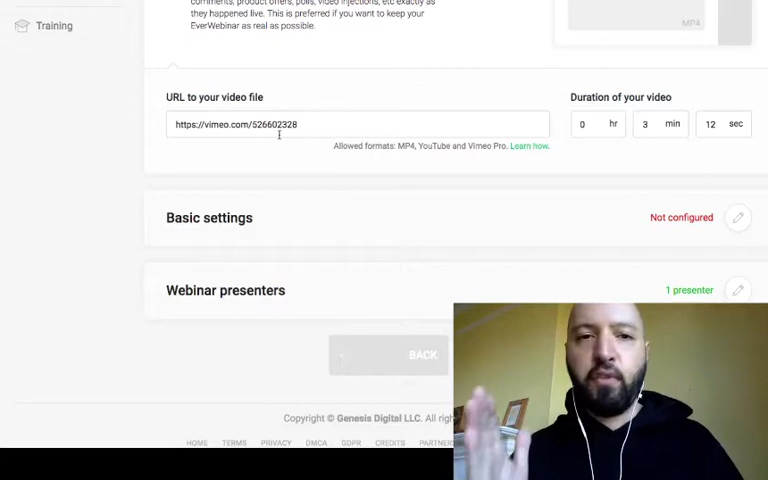 comments, product offers, polls, video injections, etc exactly as
they happened live. This is preferred if you want to keep your
Training
EverWebinar as real as possible.
MP4
URL to your video file
Duration of your video
https://vimeo.com/526602328
0 hr 3 min 12 sec
Allowed formats: MP4, YouTube and Vimeo Pro. Learn how.
Basic settings
Not configured
Webinar presenters
1 presenter
BACK
Copyright © Genesis Digital LLC. All
HOME TERMS PRIVACY DMCA GDPR CREDITS